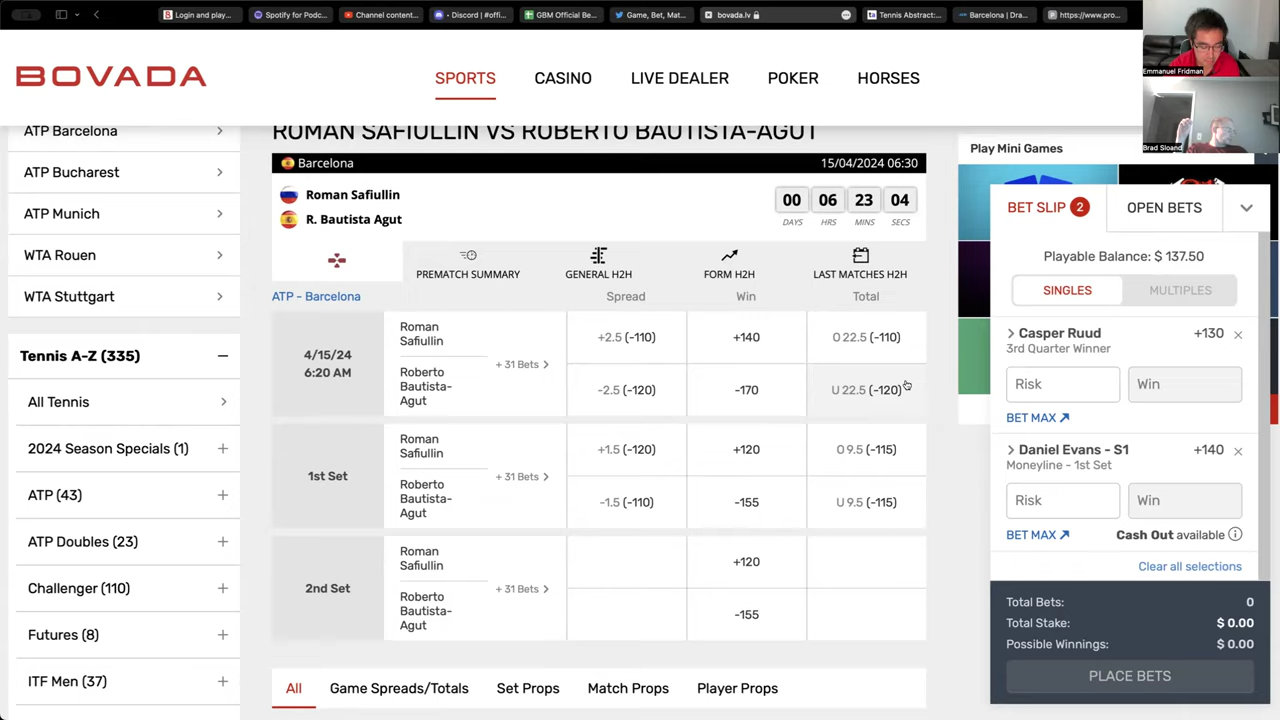 Login and play...
Spotify for Podc...
Channel content...
Discord | #offi...
GBM Official Be...
Game, Bet, Mat...
bovada.lv
Tennis Abstract:...
Barcelona | Dra...
https://www.pro...
BOVADA
SPORTS
CASINO
LIVE DEALER
POKER
HORSES
Emmanuel Fridman
Brad Sloand
ATP Barcelona
ATP Bucharest
ATP Munich
WTA Rouen
WTA Stuttgart
Tennis A-Z (335)
All Tennis
2024 Season Specials (1)
ATP (43)
ATP Doubles (23)
Challenger (110)
Futures (8)
ITF Men (37)
ROMAN SAFIULLIN VS ROBERTO BAUTISTA-AGUT
Barcelona 15/04/2024 06:30
Roman Safiullin
R. Bautista Agut
00 06 23 04
DAYS HRS MINS SECS
PREMATCH SUMMARY
GENERAL H2H
FORM H2H
LAST MATCHES H2H
ATP - Barcelona Spread Win Total
4/15/24
6:20 AM
Roman
Safiullin
Roberto
Bautista-
Agut
+ 31 Bets
+2.5 (-110) +140 O 22.5 (-110)
-2.5 (-120) -170 U 22.5 (-120)
1st Set
Roman
Safiullin
Roberto
Bautista-
Agut
+ 31 Bets
+1.5 (-120) +120 O 9.5 (-115)
-1.5 (-110) -155 U 9.5 (-115)
2nd Set
Roman
Safiullin
Roberto
Bautista-
Agut
+ 31 Bets
+120
-155
All
Game Spreads/Totals
Set Props
Match Props
Player Props
Play Mini Games
BET SLIP 2
OPEN BETS
Playable Balance: $ 137.50
SINGLES
MULTIPLES
Casper Ruud +130
3rd Quarter Winner
Risk
Win
BET MAX
Daniel Evans - S1 +140
Moneyline - 1st Set
Risk
Win
BET MAX
Cash Out available
Clear all selections
Total Bets: 0
Total Stake: $ 0.00
Possible Winnings: $ 0.00
PLACE BETS